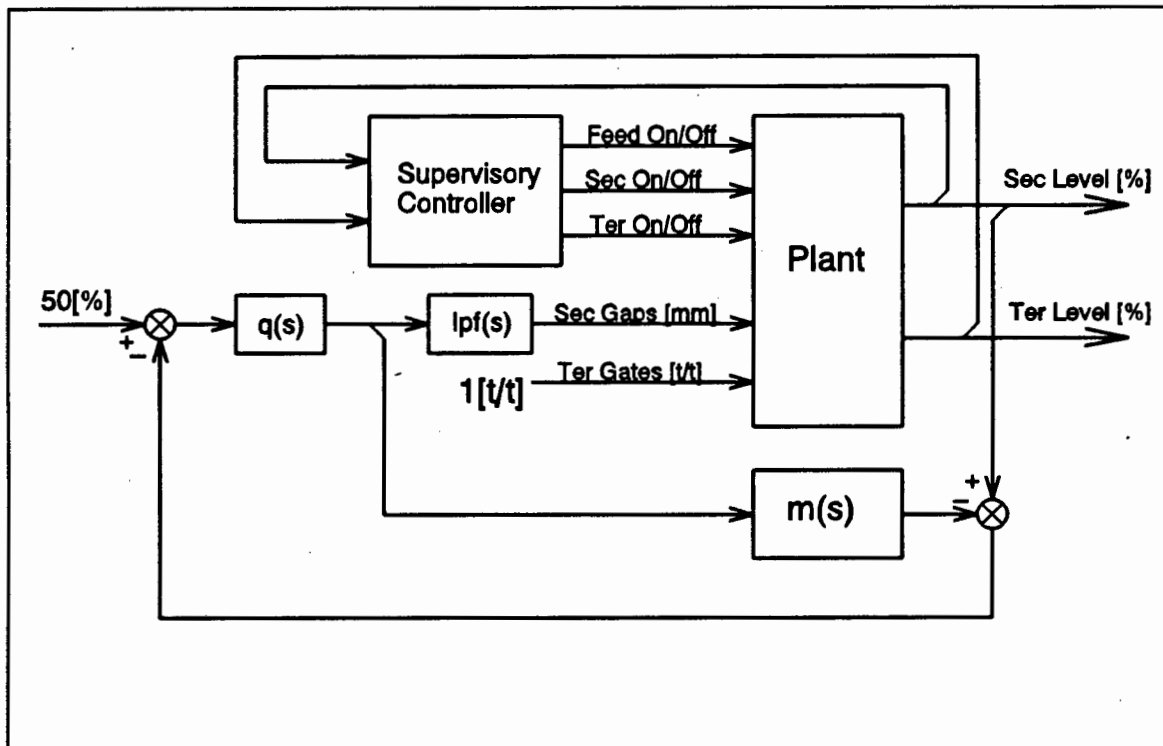 Feed On/Off
Supervisory
Controller
Sec On/Off
Ter On/Off
Plant
Sec Level [%]
Ter Level [%]
50[%]
+
−
q(s)
lpf(s)
Sec Gaps [mm]
1[t/t]
Ter Gates [t/t]
m(s)
+
−